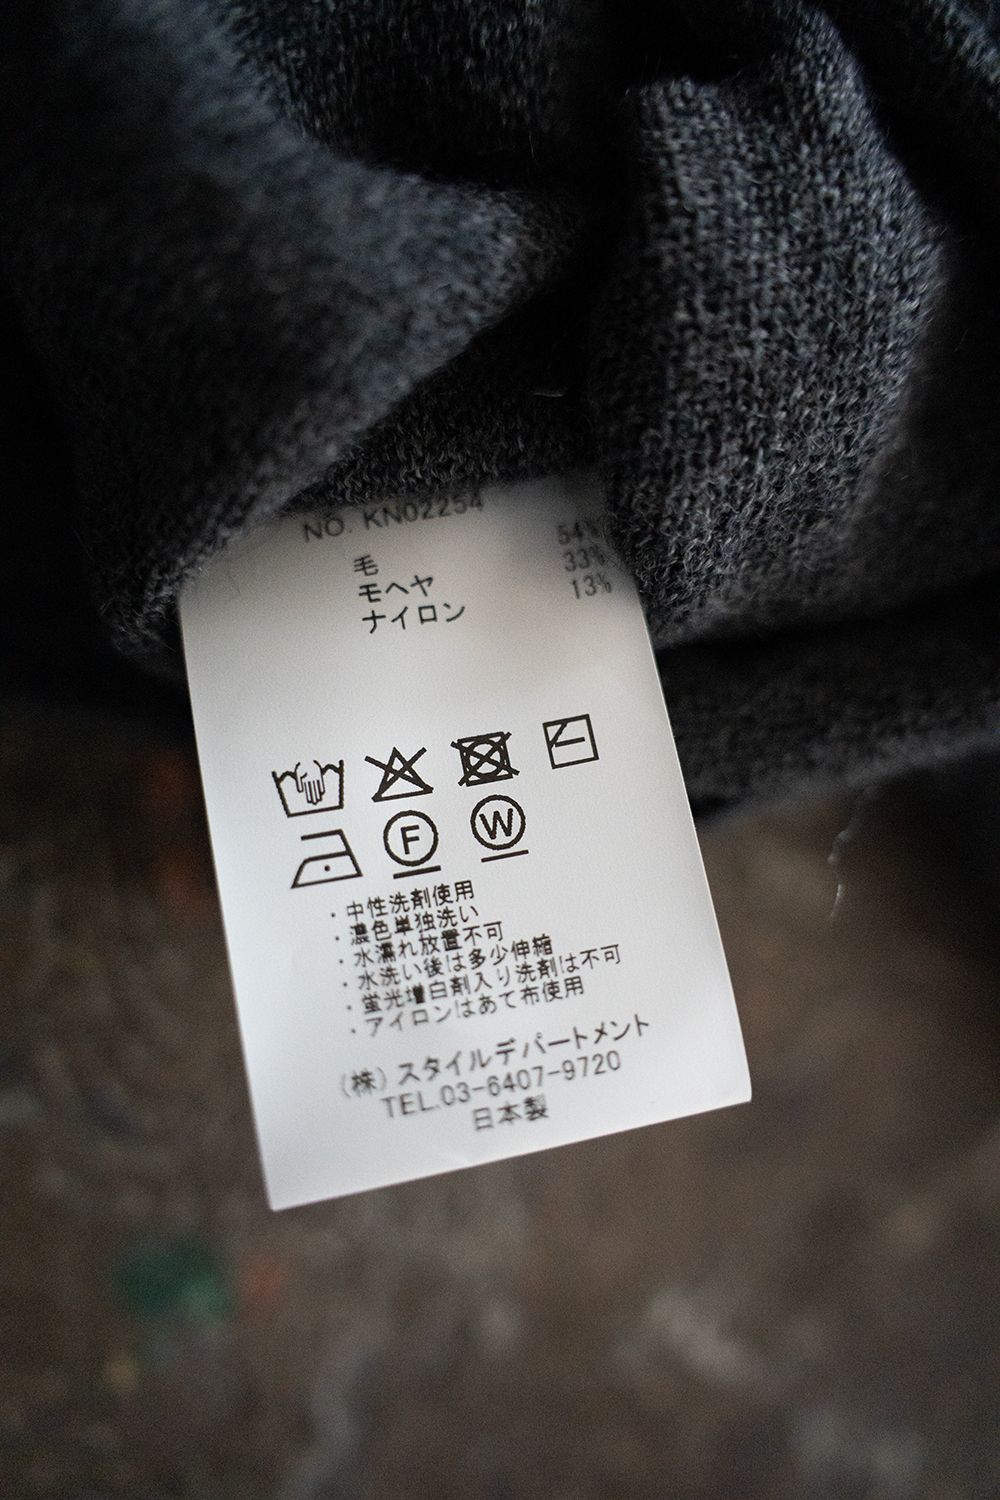 NO. KN02254
毛 54%
モヘヤ 33%
ナイロン 13%
F W
・中性洗剤使用
・濃色単独洗い
・水濡れ放置不可
・水洗い後は多少伸縮
・蛍光増白剤入り洗剤は不可
・アイロンはあて布使用
(株) スタイルデパートメント
TEL.03-6407-9720
日本製